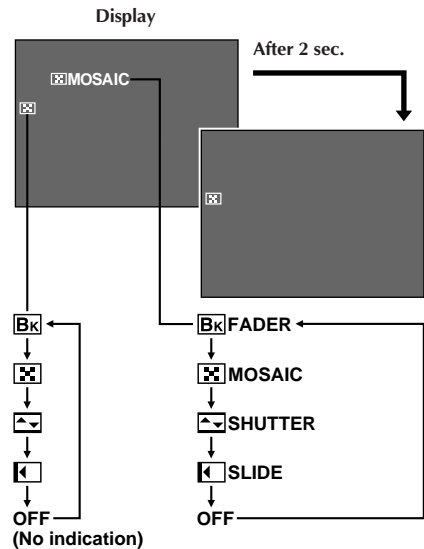 Display
After 2 sec.
MOSAIC
BK
BK FADER
MOSAIC
SHUTTER
SLIDE
OFF
(No indication)
OFF